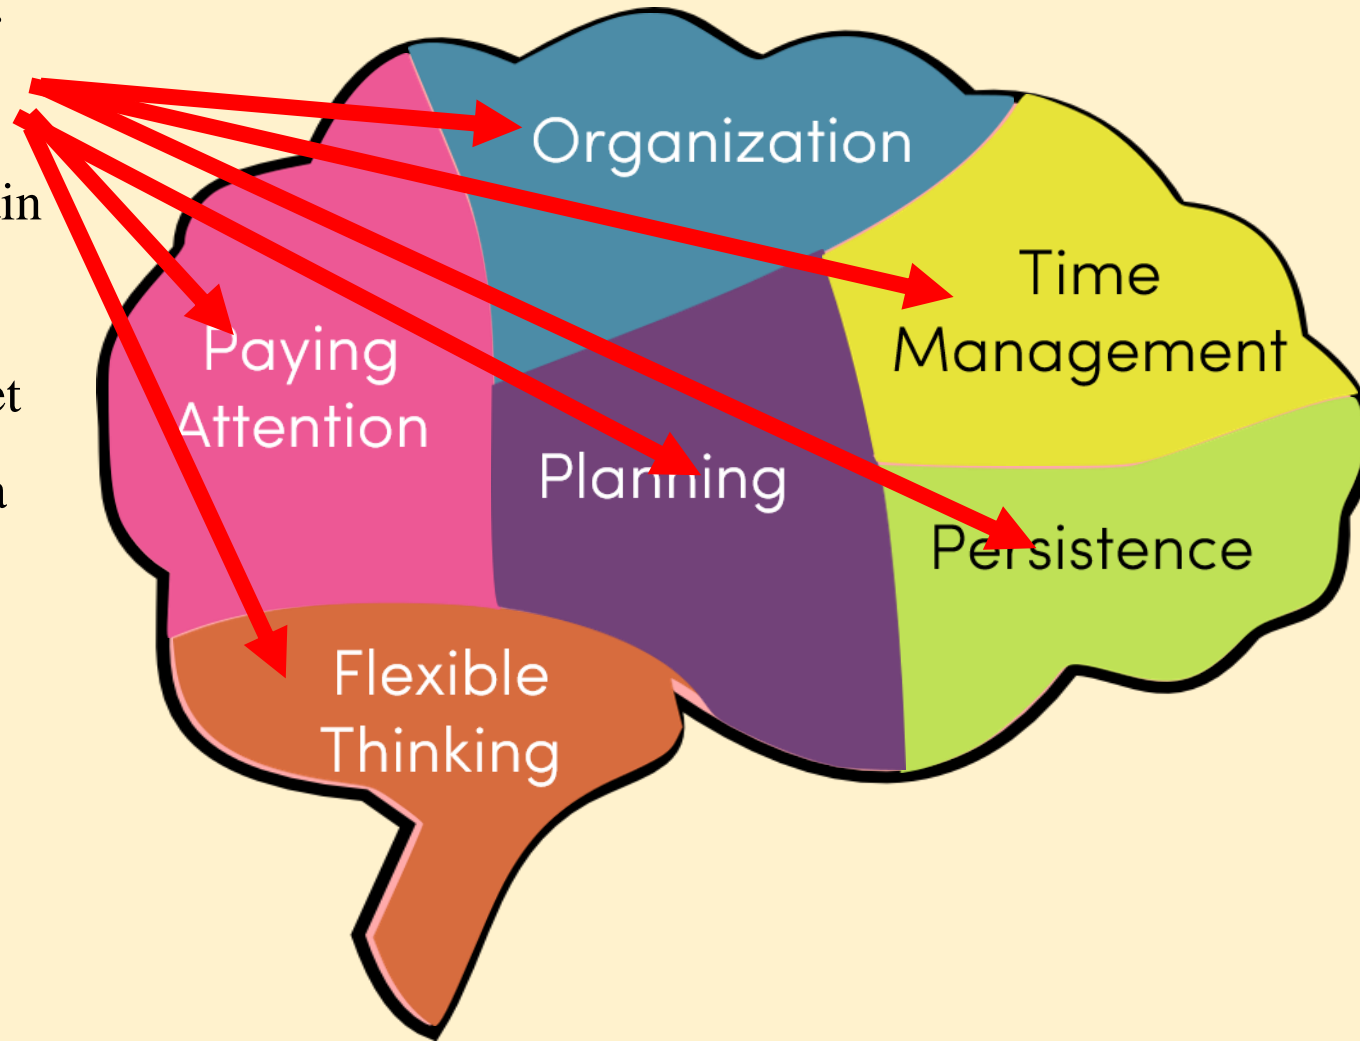 Organization
Time
Management
Paying
Attention
Planning
Persistence
Flexible
Thinking